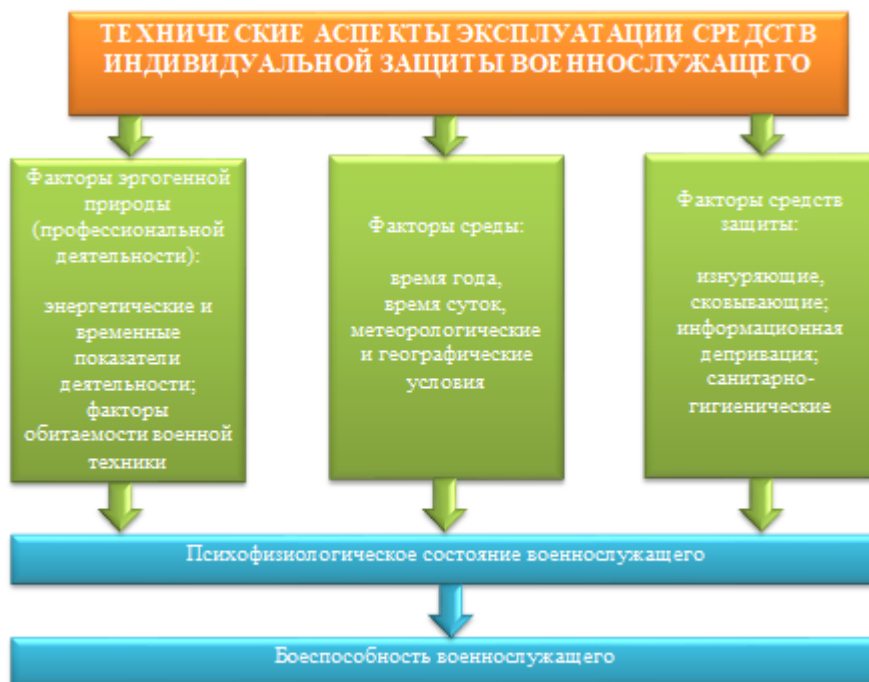 ТЕХНИЧЕСКИЕ АСПЕКТЫ ЭКСПЛУАТАЦИИ СРЕДСТВ
ИНДИВИДУАЛЬНОЙ ЗАЩИТЫ ВОЕННОСЛУЖАЩЕГО
Факторы эргогенной
природы
(профессиональной
деятельности):
энергетические и
временные
показатели
деятельности;
факторы
обитаемости военной
техники
Факторы среды:
время года,
время суток,
метеорологические
и географические
условия
Факторы средств
защиты:
изнуряющие,
сковывающие;
информационная
депривация;
санитарно-
гигиенические
Психофизиологическое состояние военнослужащего
Боеспособность военнослужащего